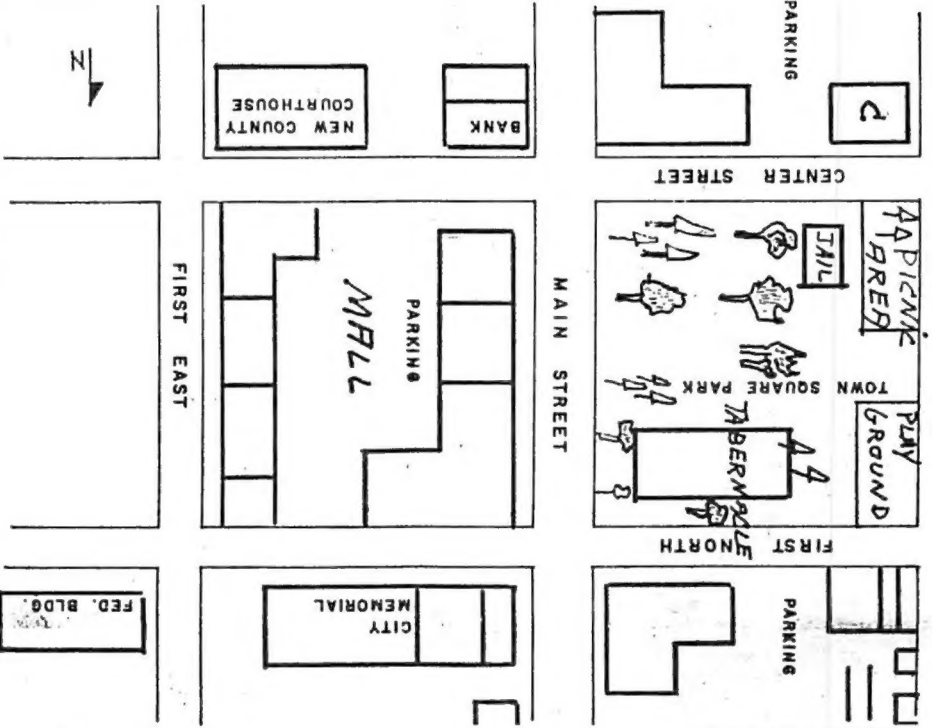 N
PARKING
NEW COUNTY
COURTHOUSE
BANK
C
CENTER STREET
FIRST EAST
MALL
PARKING
MAIN STREET
JAIL
PICNIC
AREA
TOWN SQUARE PARK
TABERNACLE
PLAY
GROUND
FIRST NORTH
FED. BLDG.
CITY
MEMORIAL
PARKING